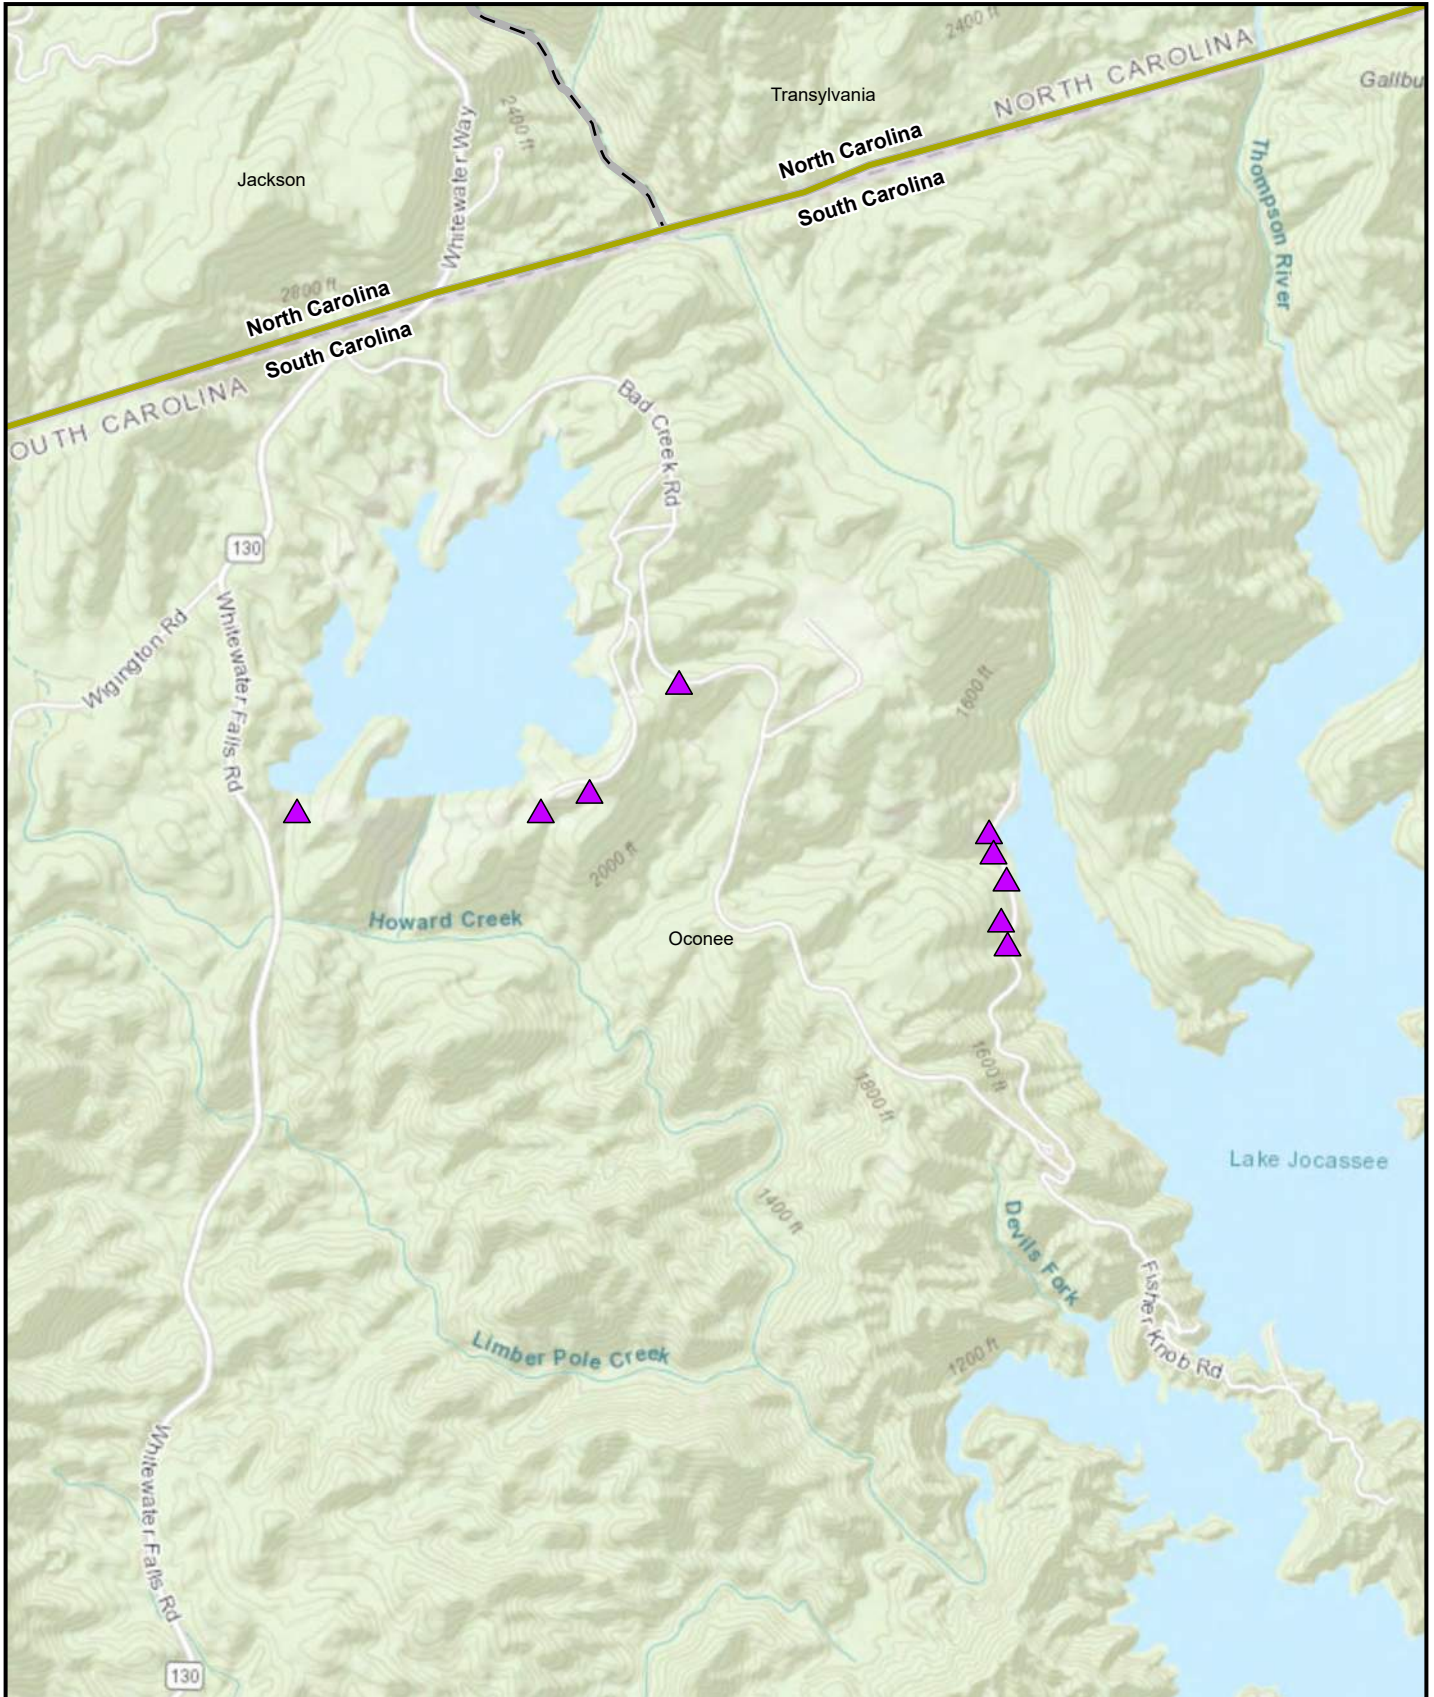 2400 ft
NORTH CAROLINA
Gallbu
Transylvania
2400 ft
Whitewater Way
North Carolina
South Carolina
Thompson River
Jackson
2800 ft
North Carolina
South Carolina
OUTH CAROLINA
Bad Creek Rd
130
Wigington Rd
Whitewater Falls Rd
1600 ft
2000 ft
Howard Creek
Oconee
1600 ft
1800 ft
Lake Jocassee
1400 ft
Devils Fork
Fisher Knob Rd
Limber Pole Creek
1200 ft
Whitewater Falls Rd
130